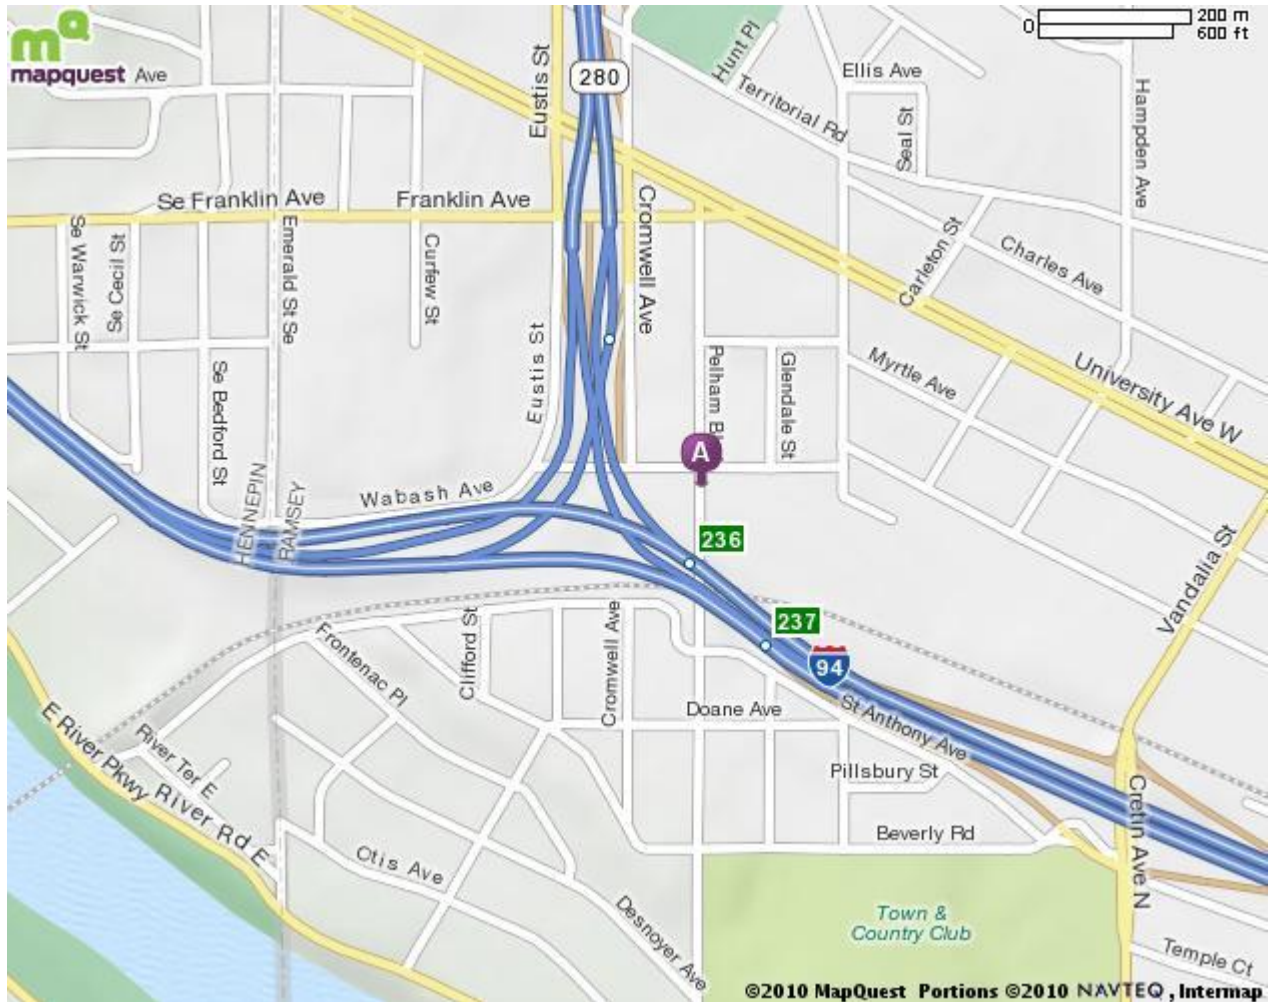 mapquest
Ave
0
200 m
600 ft
280
Eustis St
Hunt Pl
Ellis Ave
Territorial Rd
Seal St
Hampden Ave
Se Franklin Ave
Franklin Ave
Cromwell Ave
Se Warwick St
Se Cecil St
Emerald St Se
Curfew St
Carleton St
Charles Ave
Eustis St
Se Bedford St
Pelham Bl
Glendale St
Myrtle Ave
University Ave W
A
Wabash Ave
HENNEPIN
RAMSEY
236
Vandalia St
237
94
Frontenac Pl
Clifford St
Cromwell Ave
Doane Ave
St Anthony Ave
E River Pkwy
River Ter E
River Rd E
Pillsbury St
Cretin Ave N
Beverly Rd
Otis Ave
Desnoyer Ave
Town &
Country Club
Temple Ct
©2010 MapQuest Portions ©2010 NAVTEQ, Intermap